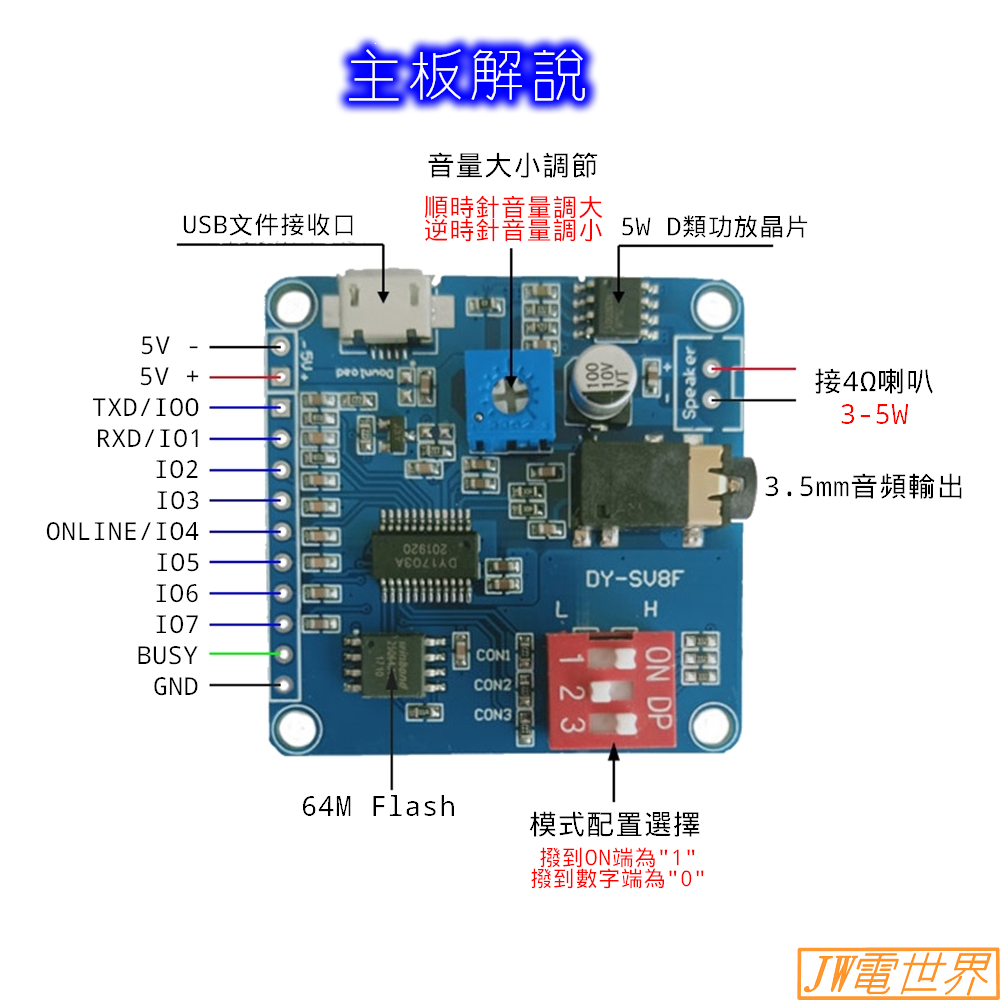 主板解說
音量大小調節
順時針音量調大
逆時針音量調小
USB文件接收口
5W D類功放晶片
5V -
5V +
TXD/IO0
RXD/IO1
IO2
IO3
ONLINE/IO4
IO5
IO6
IO7
BUSY
GND
-5V+
Download
100
10V
VT
Speaker
+
-
接4Ω喇叭
3-5W
3.5mm音頻輸出
DY1703A
201920
DY-SV8F
L H
CON1
CON2
CON3
ON DP
1
2
3
64M Flash
模式配置選擇
撥到ON端為"1"
撥到數字端為"0"
JW電世界